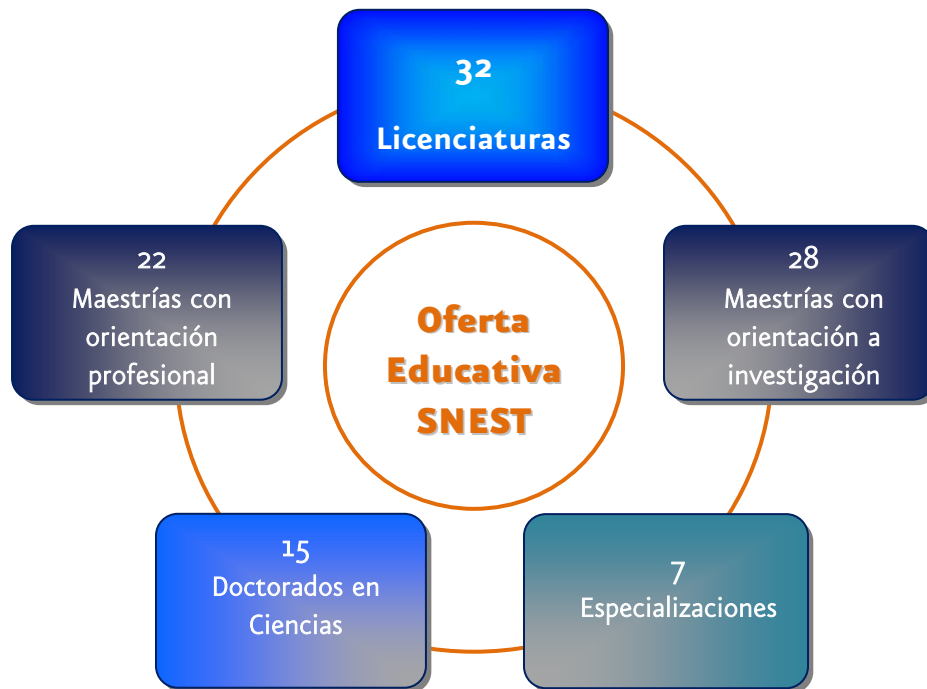 32
Licenciaturas
22
Maestrías con
orientación
profesional
28
Maestrías con
orientación a
investigación
Oferta
Educativa
SNEST
15
Doctorados en
Ciencias
7
Especializaciones